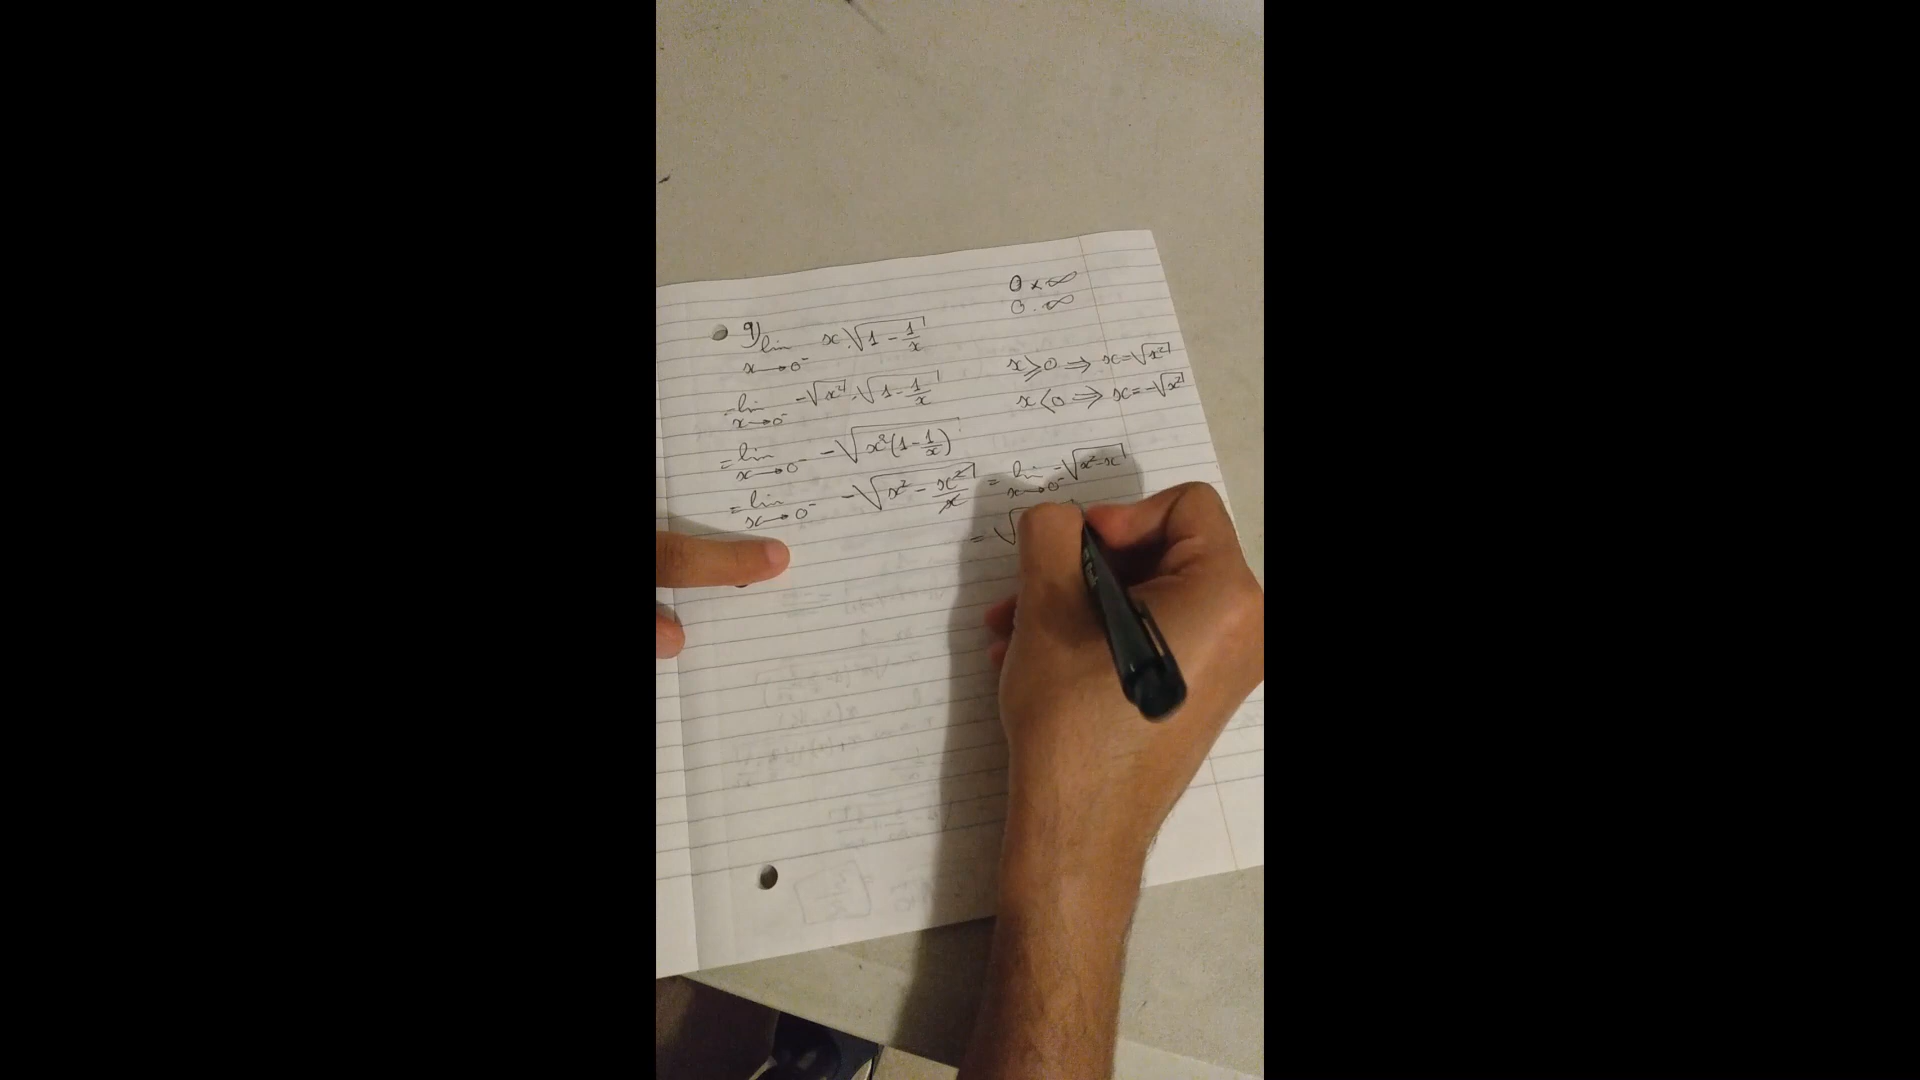 9)
lim x→0⁻ x.√(1 - 1/x)
0 × ∞
0 . ∞
x ≥ 0 ⇒ x = √x²
x < 0 ⇒ x = -√x²
= lim x→0⁻ -√x² . √(1 - 1/x)
= lim x→0⁻ -√(x²(1 - 1/x))
= lim x→0⁻ -√(x² - x²/x) = lim x→0⁻ -√(x² - x)
= √